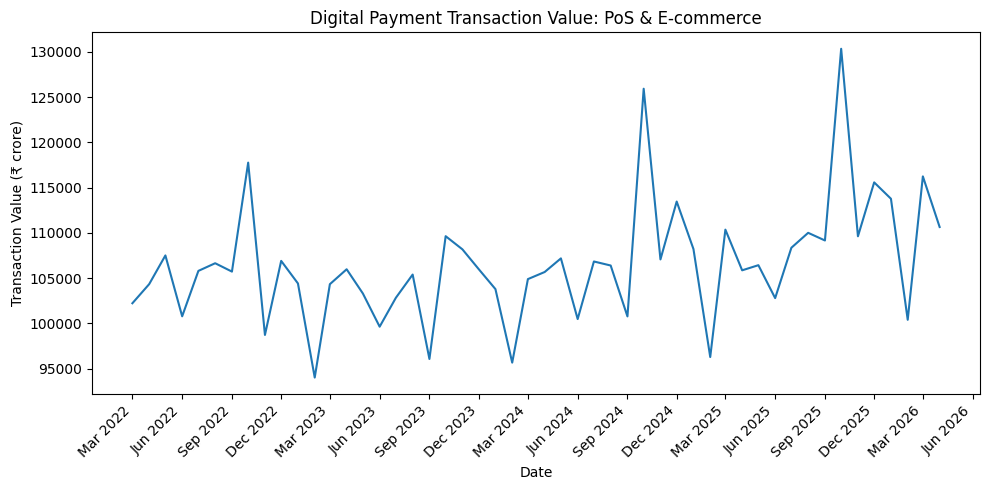 Digital Payment Transaction Value: PoS & E-commerce
Transaction Value (₹ crore)
130000
125000
120000
115000
110000
105000
100000
95000
Mar 2022
Jun 2022
Sep 2022
Dec 2022
Mar 2023
Jun 2023
Sep 2023
Dec 2023
Mar 2024
Jun 2024
Sep 2024
Dec 2024
Mar 2025
Jun 2025
Sep 2025
Dec 2025
Mar 2026
Jun 2026
Date